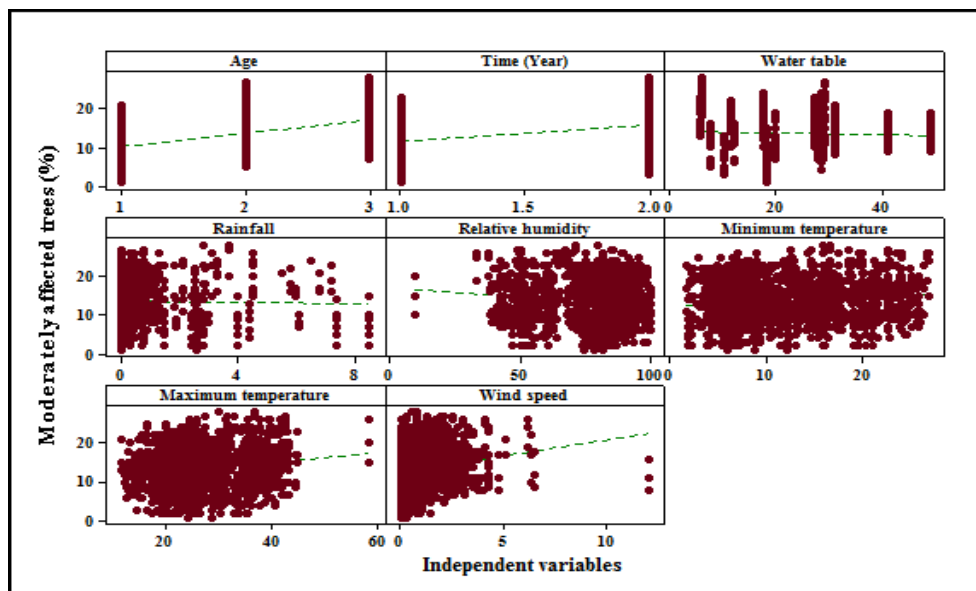 Age Time (Year) Water table
20
10
0
1 2 3 1.0 1.5 2.0 0 20 40
Rainfall Relative humidity Minimum temperature
20
10
0
0 4 8 50 100 10 20
Maximum temperature Wind speed
20
10
0
20 40 60 0 5 10
Moderately affected trees (%)
Independent variables